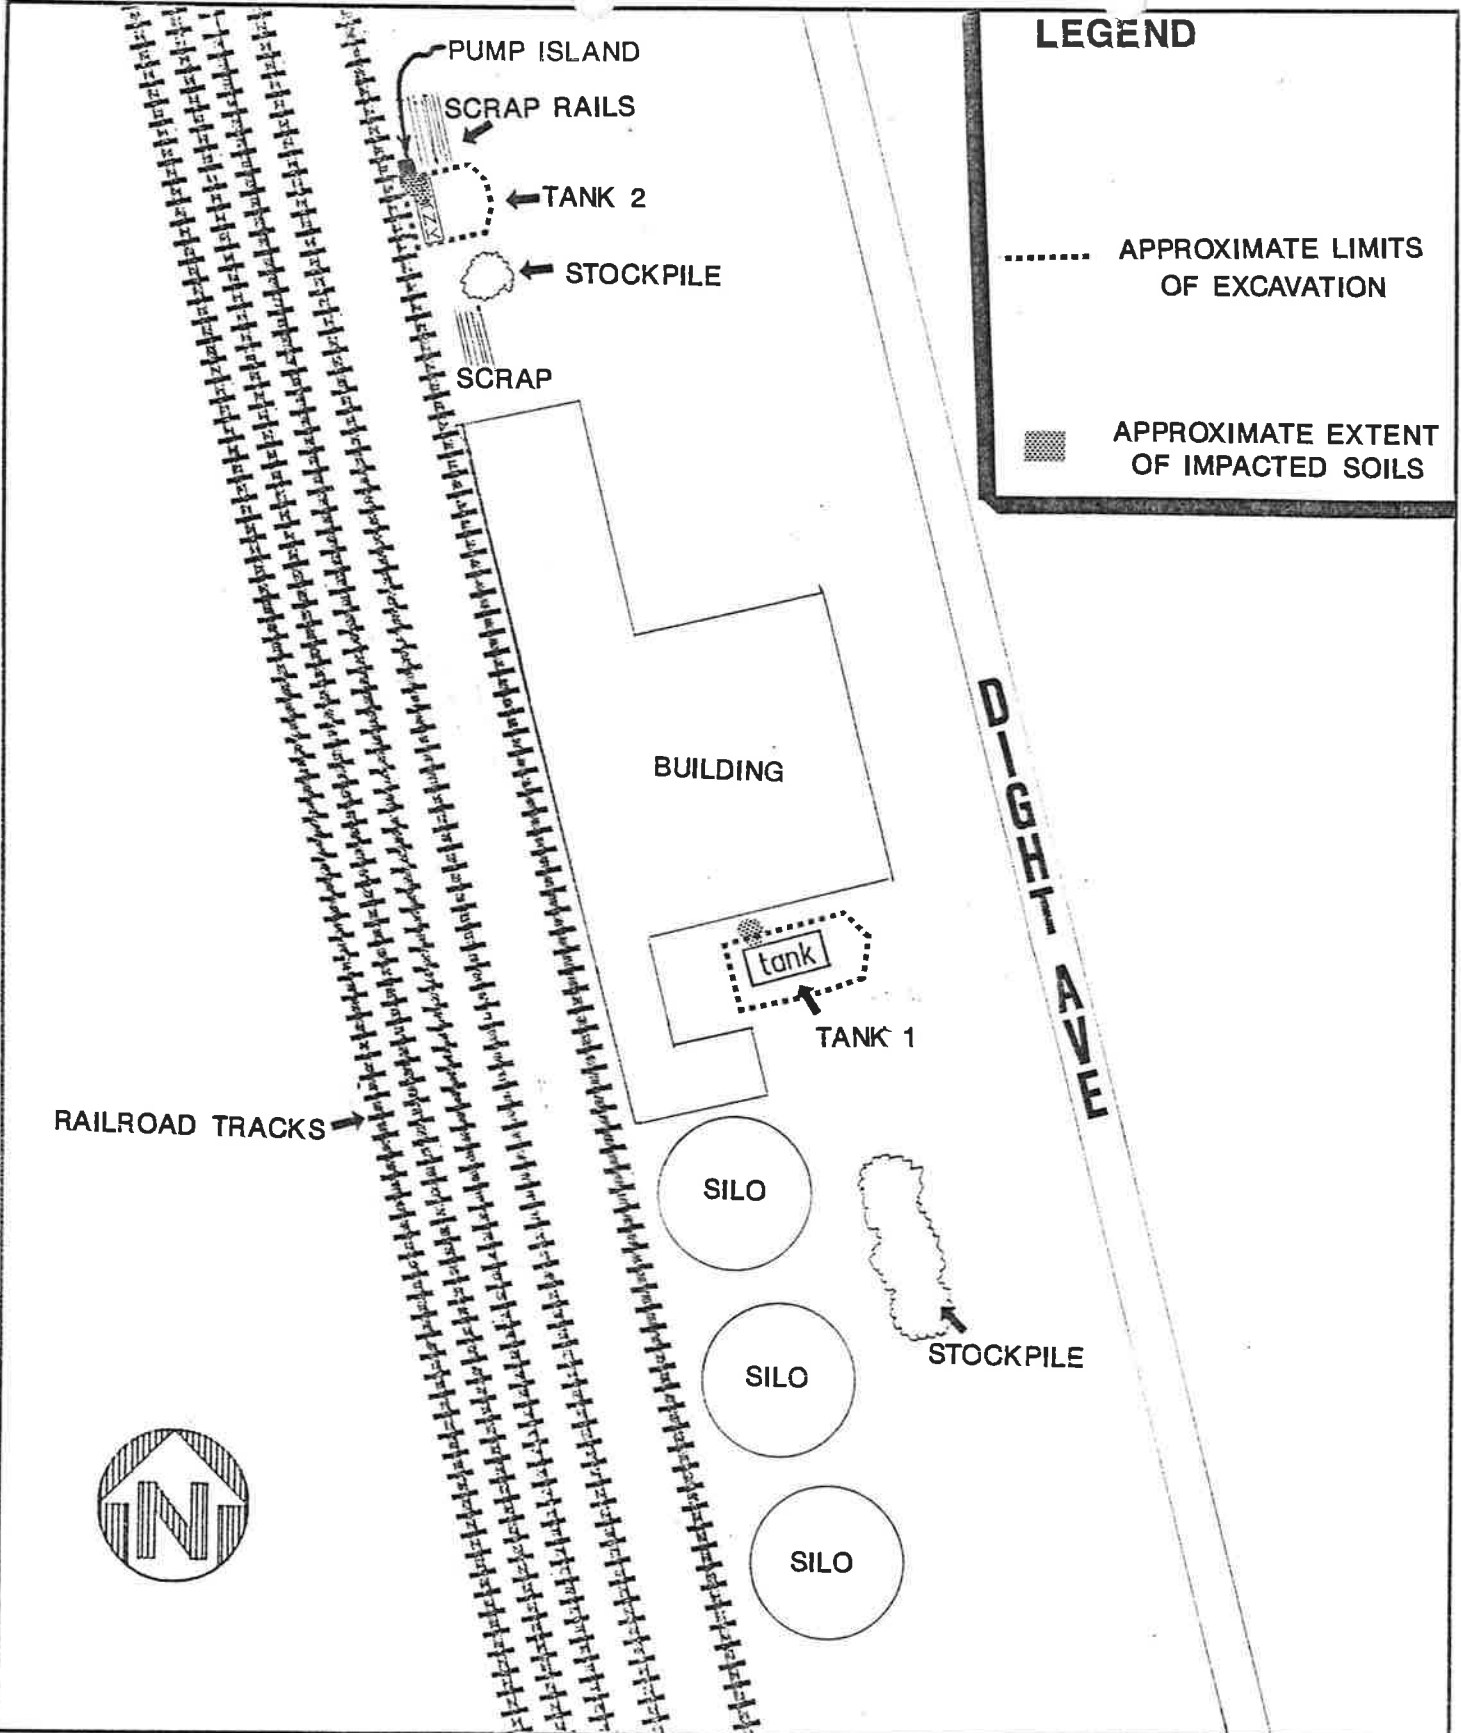 LEGEND
PUMP ISLAND
SCRAP RAILS
TANK 2
STOCKPILE
SCRAP
APPROXIMATE LIMITS
OF EXCAVATION
APPROXIMATE EXTENT
OF IMPACTED SOILS
BUILDING
DIGHT AVE
tank
TANK 1
RAILROAD TRACKS
SILO
STOCKPILE
SILO
SILO
N